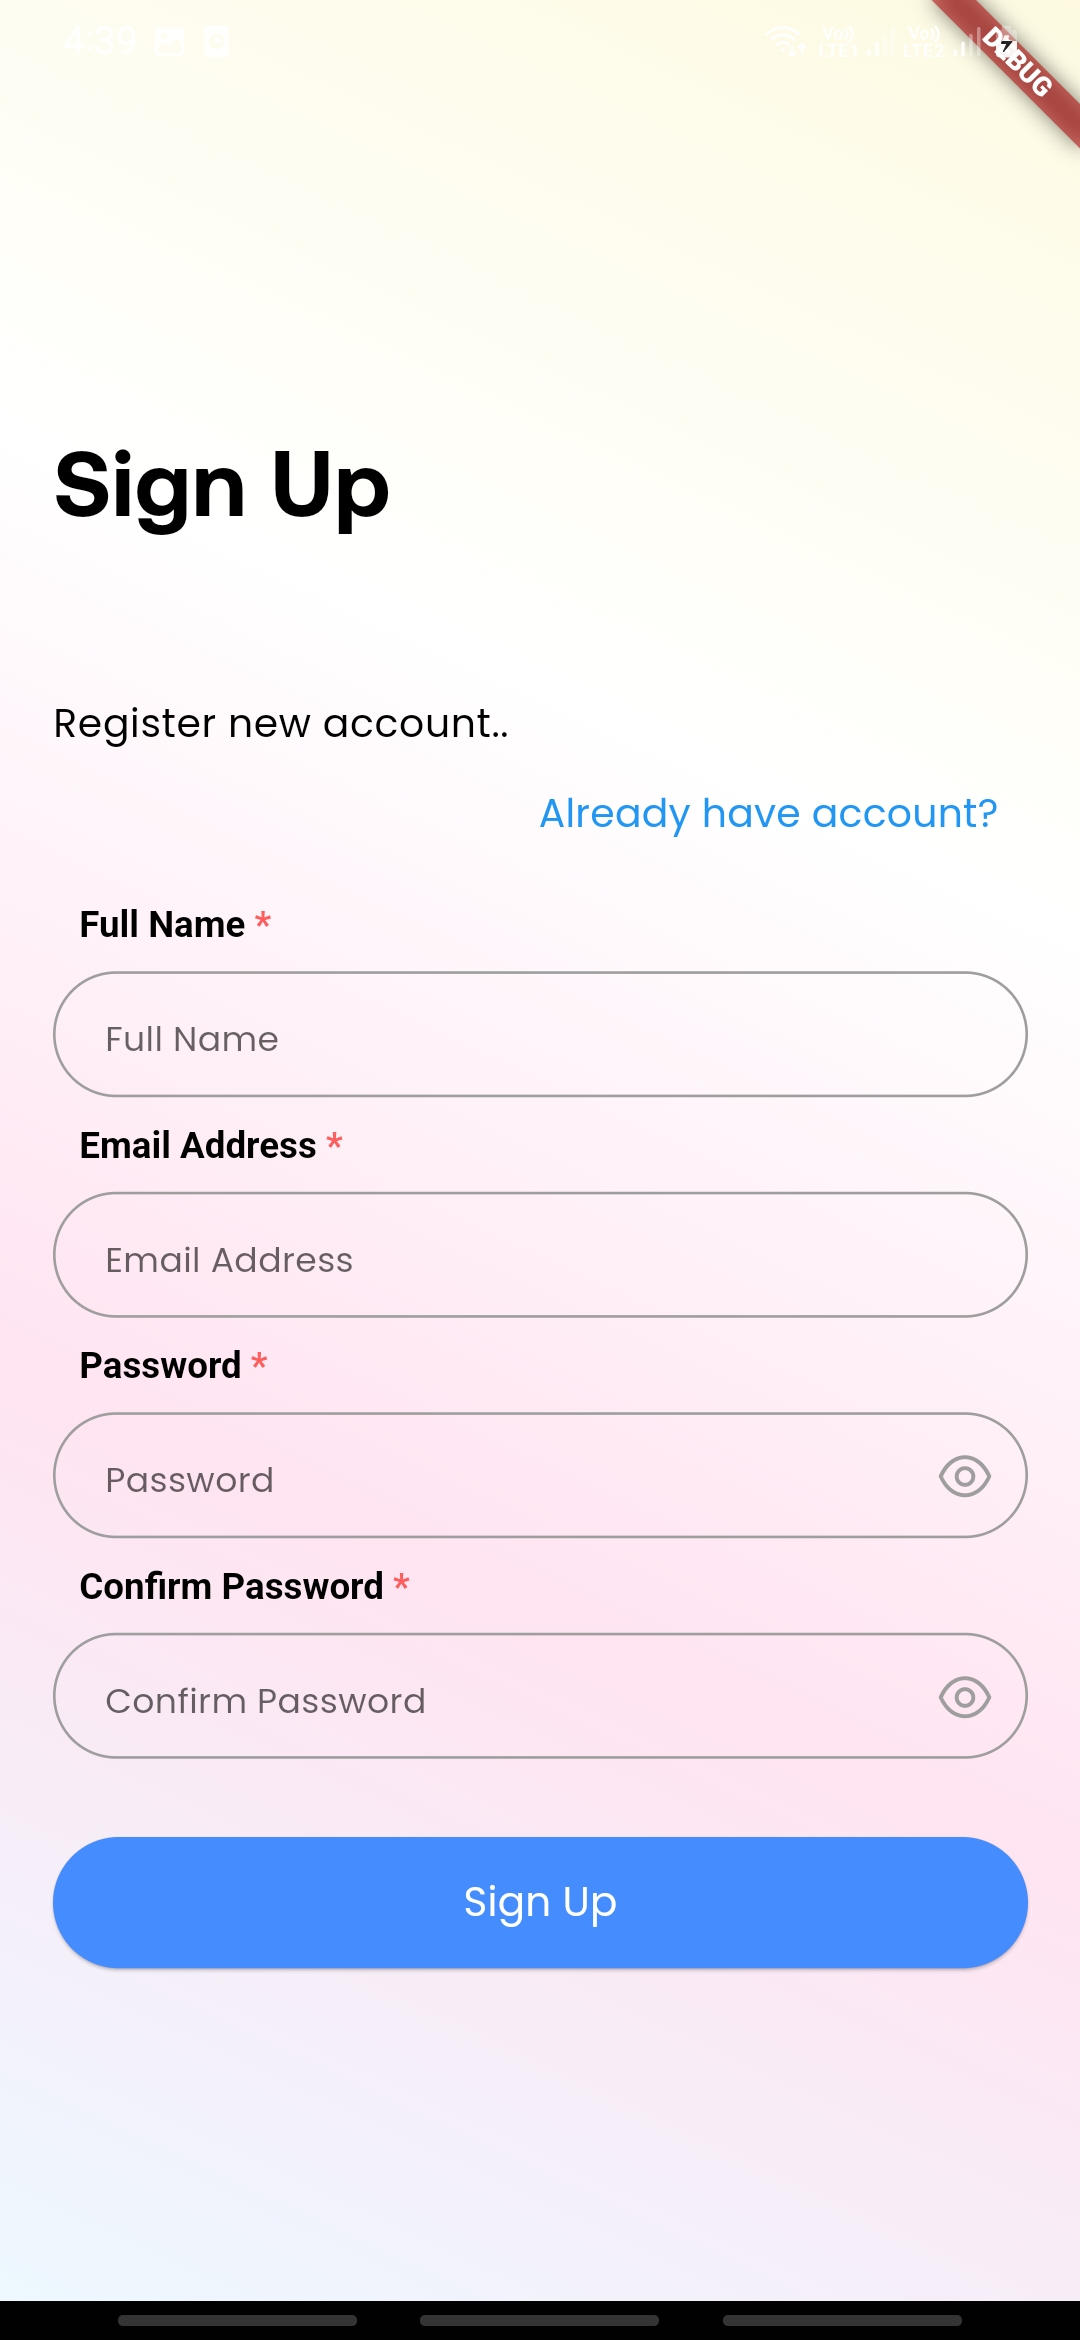 4:39
Vo)) LTE1 Vo)) LTE2
DEBUG
Sign Up
Register new account..
Already have account?
Full Name *
Full Name
Email Address *
Email Address
Password *
Password
Confirm Password *
Confirm Password
Sign Up